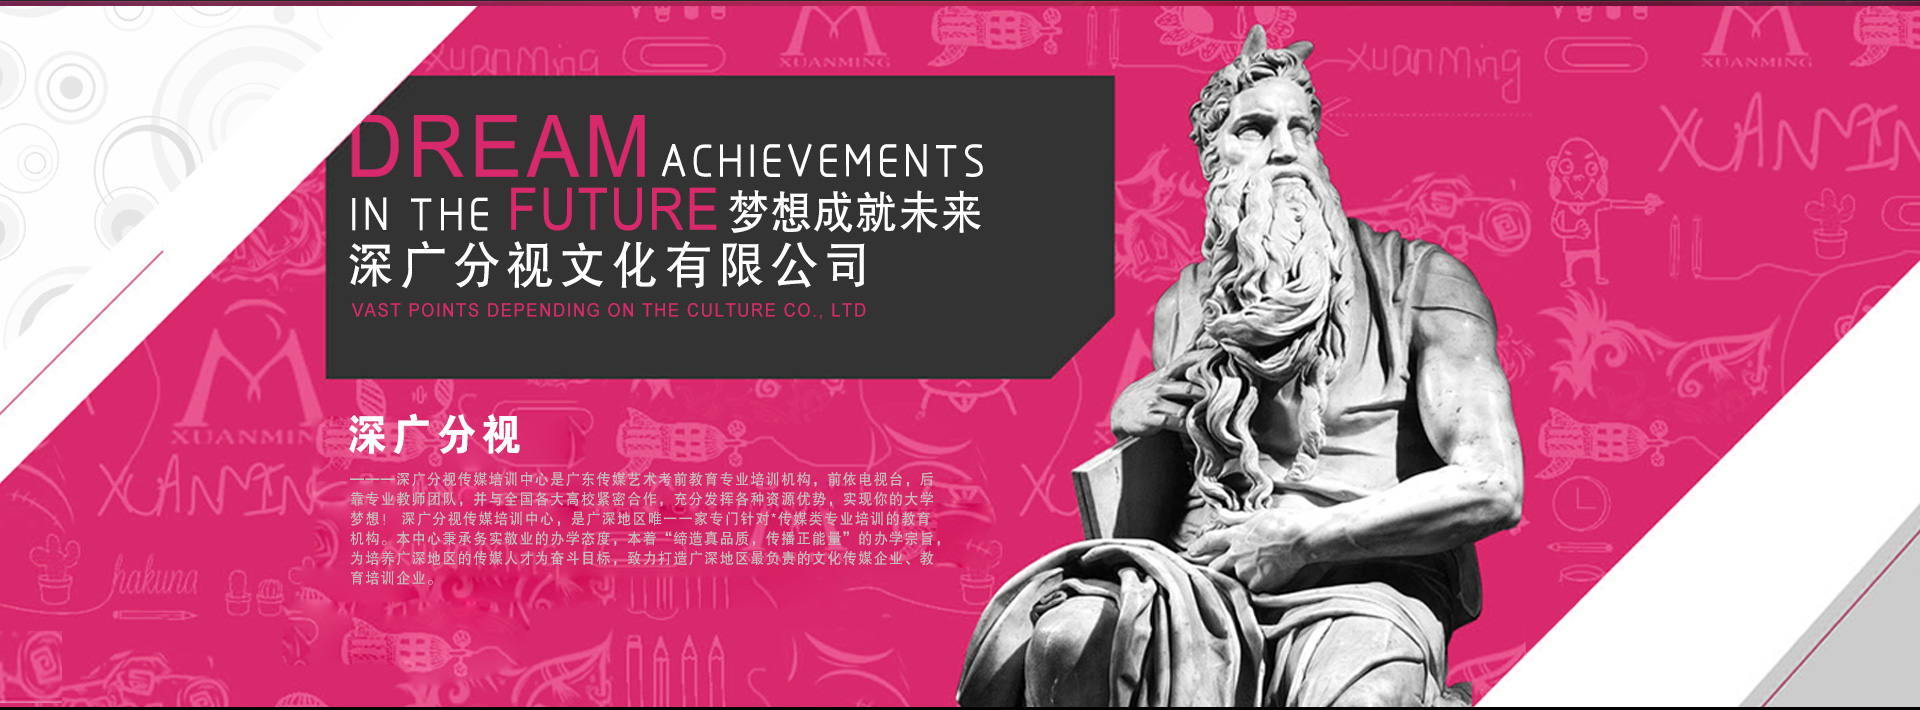 DREAM ACHIEVEMENTS
IN THE FUTURE 梦想成就未来
深广分视文化有限公司
VAST POINTS DEPENDING ON THE CULTURE CO., LTD
深广分视
———深广分视传媒培训中心是广东传媒艺术考前教育专业培训机构，前依电视台，后
靠专业教师团队，并与全国各大高校紧密合作，充分发挥各种资源优势，实现你的大学
梦想！ 深广分视传媒培训中心，是广深地区唯一一家专门针对*传媒类专业培训的教育
机构。本中心秉承务实敬业的办学态度，本着“缔造真品质，传播正能量”的办学宗旨，
为培养广深地区的传媒人才为奋斗目标，致力打造广深地区最负责的文化传媒企业、教
育培训企业。
xuanming
XUANMING
xuanming
XUANMING
XUANMIN
XUANMIN
XUANMIN
hakuna